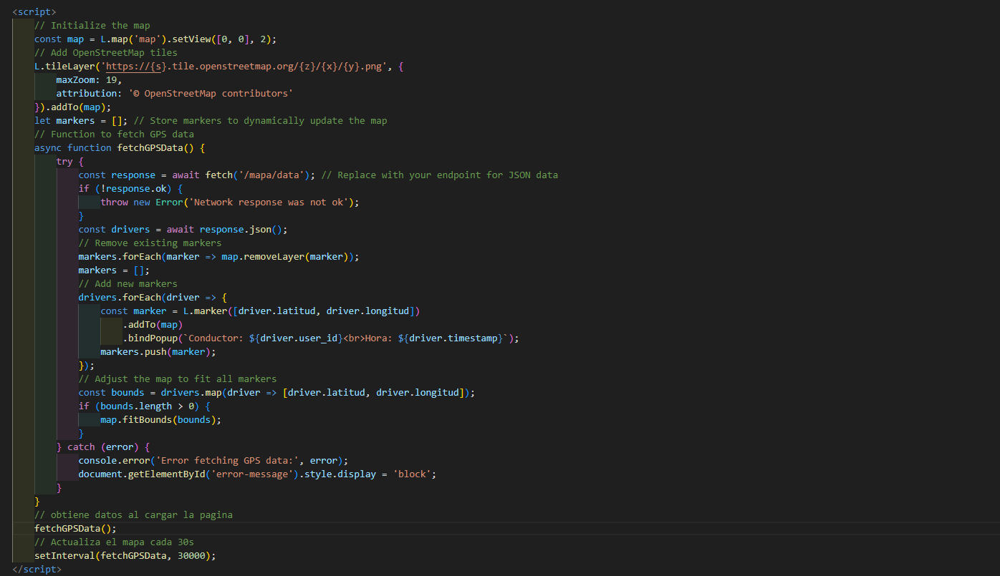 <script>
    // Initialize the map
    const map = L.map('map').setView([0, 0], 2);
    // Add OpenStreetMap tiles
    L.tileLayer('https://{s}.tile.openstreetmap.org/{z}/{x}/{y}.png', {
        maxZoom: 19,
        attribution: '© OpenStreetMap contributors'
    }).addTo(map);
    let markers = []; // Store markers to dynamically update the map
    // Function to fetch GPS data
    async function fetchGPSData() {
        try {
            const response = await fetch('/mapa/data'); // Replace with your endpoint for JSON data
            if (!response.ok) {
                throw new Error('Network response was not ok');
            }
            const drivers = await response.json();
            // Remove existing markers
            markers.forEach(marker => map.removeLayer(marker));
            markers = [];
            // Add new markers
            drivers.forEach(driver => {
                const marker = L.marker([driver.latitud, driver.longitud])
                    .addTo(map)
                    .bindPopup(`Conductor: ${driver.user_id}<br>Hora: ${driver.timestamp}`);
                markers.push(marker);
            });
            // Adjust the map to fit all markers
            const bounds = drivers.map(driver => [driver.latitud, driver.longitud]);
            if (bounds.length > 0) {
                map.fitBounds(bounds);
            }
        } catch (error) {
            console.error('Error fetching GPS data:', error);
            document.getElementById('error-message').style.display = 'block';
        }
    }
    // obtiene datos al cargar la pagina
    fetchGPSData();
    // Actualiza el mapa cada 30s
    setInterval(fetchGPSData, 30000);
</script>